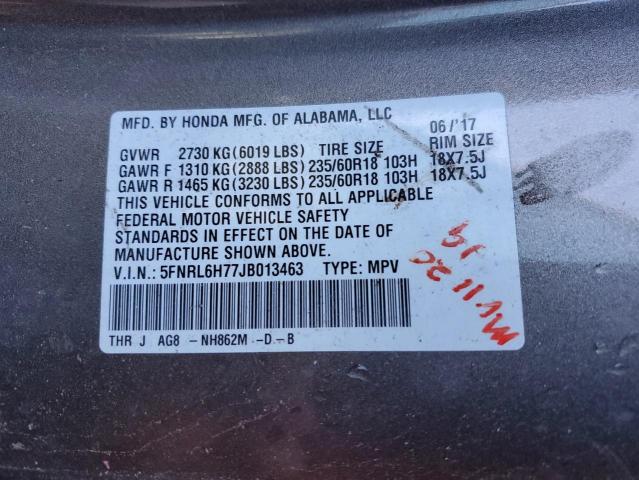 MFD. BY HONDA MFG. OF ALABAMA, LLC 06/'17
GVWR 2730 KG(6019 LBS) TIRE SIZE RIM SIZE
GAWR F 1310 KG(2888 LBS)235/60R18 103H 18X7.5J
GAWR R 1465 KG(3230 LBS)235/60R18 103H 18X7.5J
THIS VEHICLE CONFORMS TO ALL APPLICABLE
FEDERAL MOTOR VEHICLE SAFETY
STANDARDS IN EFFECT ON THE DATE OF
MANUFACTURE SHOWN ABOVE.
V.I.N.: 5FNRL6H77JB013463 TYPE: MPV
THR J AG8 -NH862M -D-B